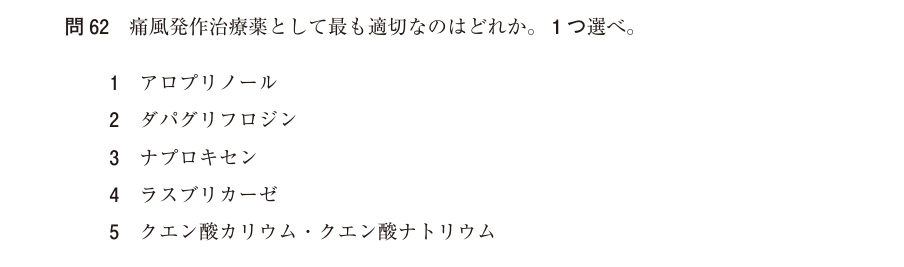 問62　痛風発作治療薬として最も適切なのはどれか。1つ選べ。
1　アロプリノール
2　ダパグリフロジン
3　ナプロキセン
4　ラスブリカーゼ
5　クエン酸カリウム・クエン酸ナトリウム